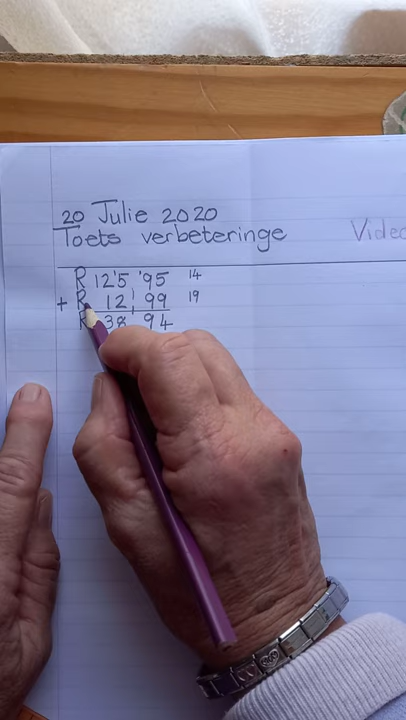 20 Julie 2020
Toets verbeteringe Video
R 12'5 '95 14
+ R 12, 99 19
R 38 94